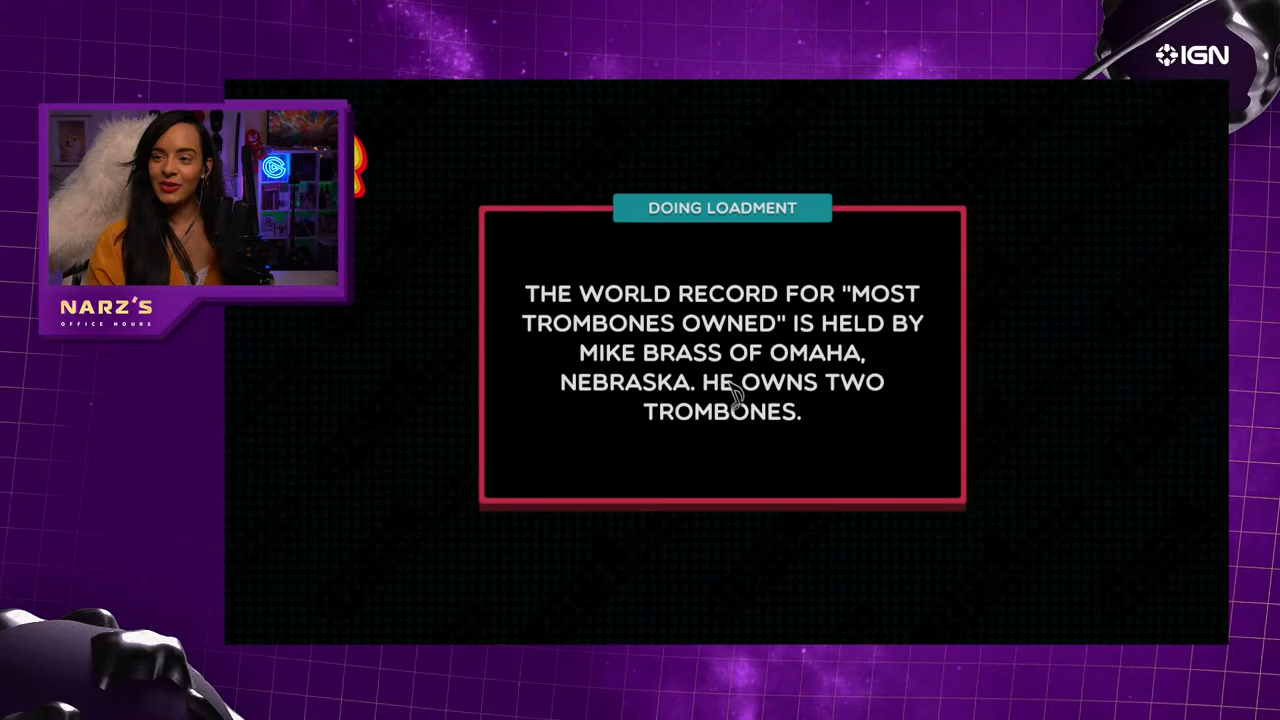 IGN
NARZ'S
OFFICE HOURS
DOING LOADMENT
THE WORLD RECORD FOR "MOST
TROMBONES OWNED" IS HELD BY
MIKE BRASS OF OMAHA,
NEBRASKA. HE OWNS TWO
TROMBONES.